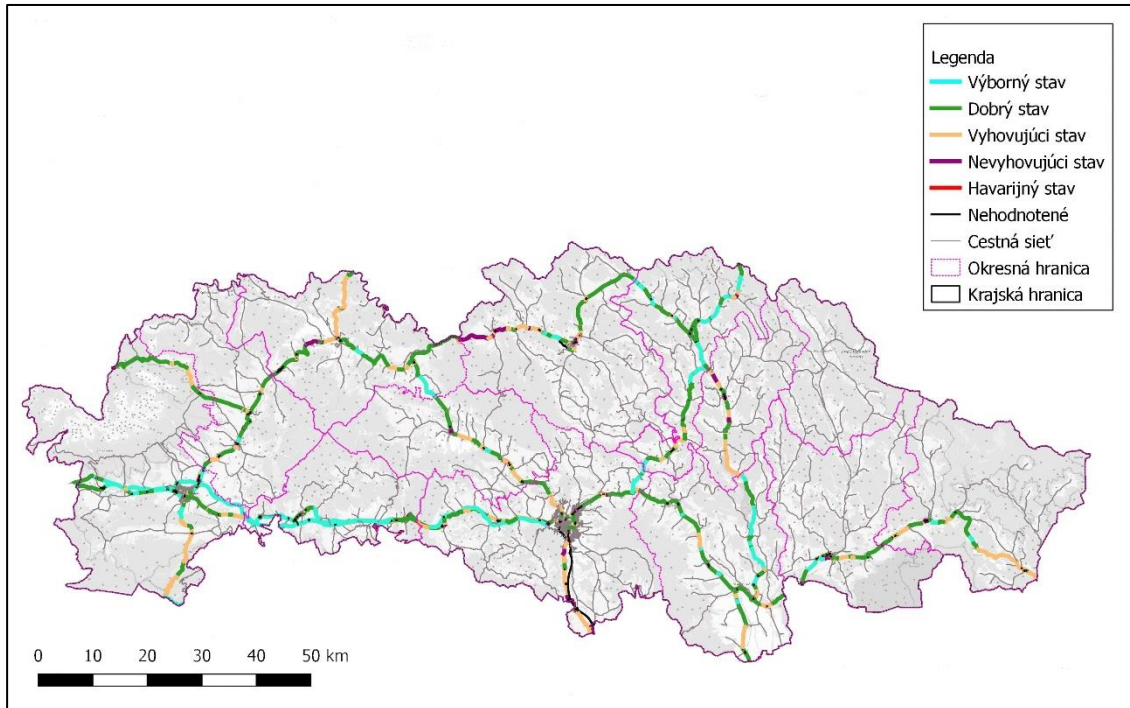 Legenda
Výborný stav
Dobrý stav
Vyhovujúci stav
Nevyhovujúci stav
Havarijný stav
Nehodnotené
Cestná sieť
Okresná hranica
Krajská hranica
0 10 20 30 40 50 km